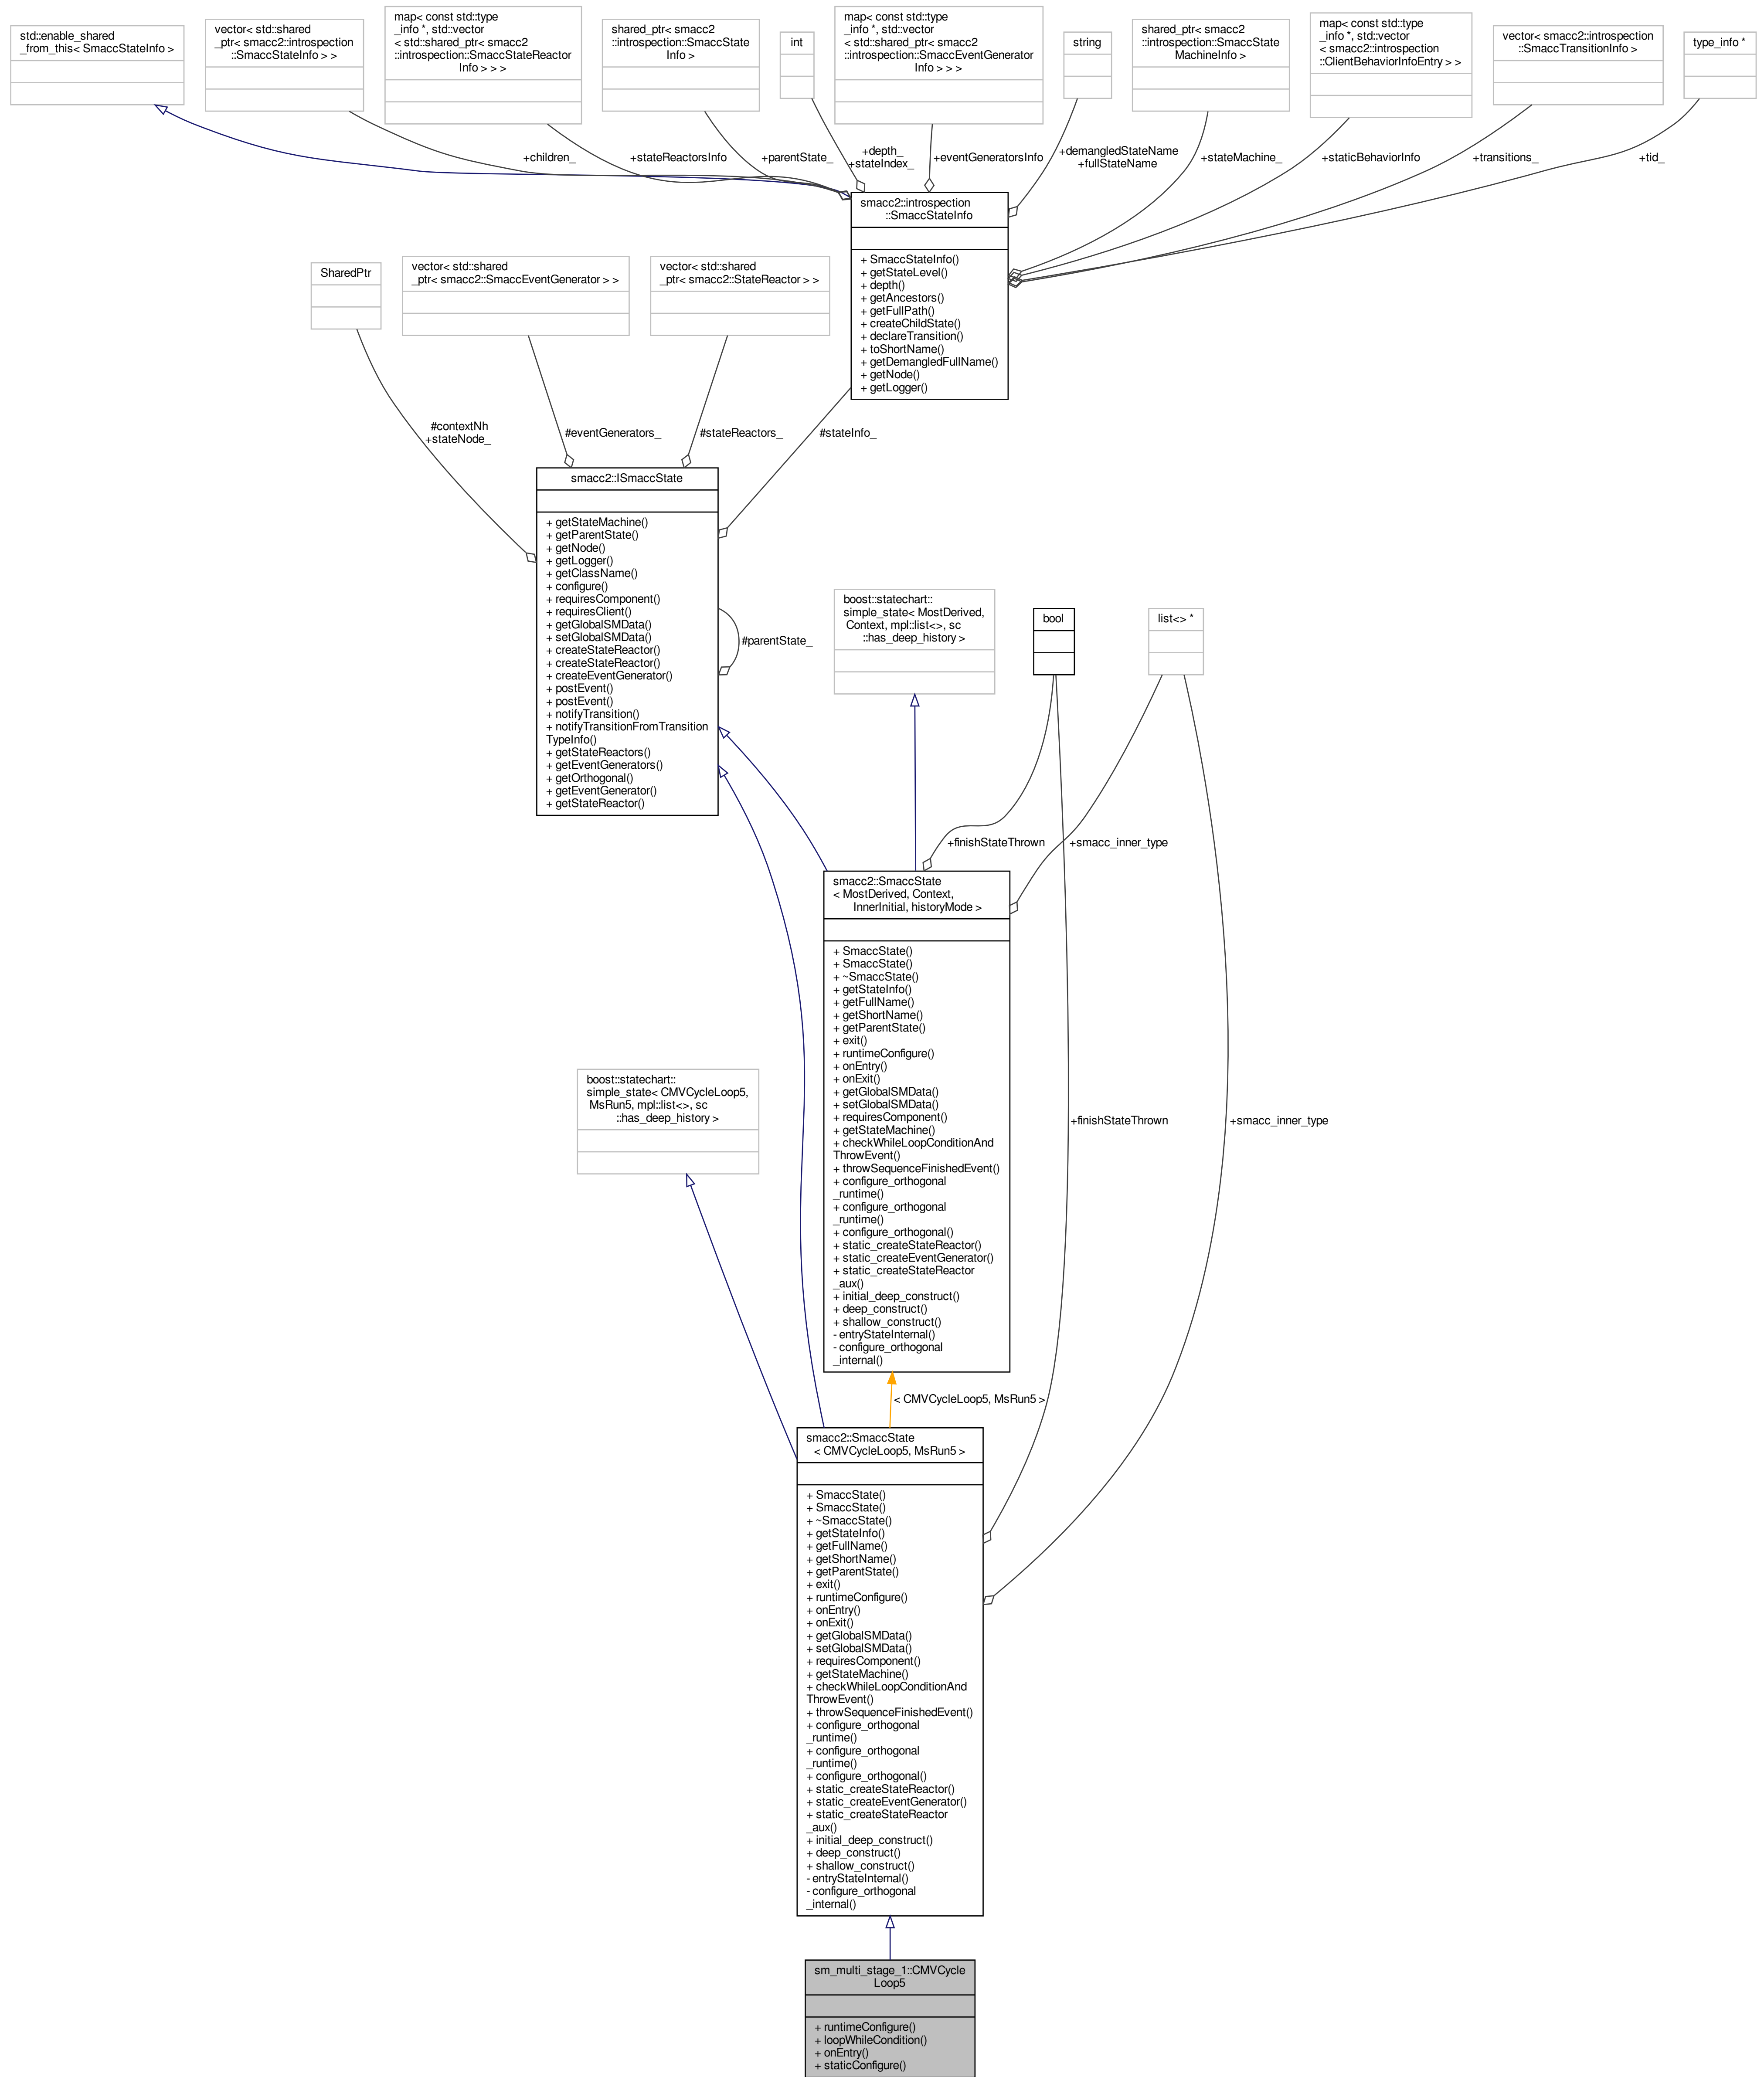 std::enable_shared
_from_this< SmaccStateInfo >
vector< std::shared
_ptr< smacc2::introspection
::SmaccStateInfo > >
map< const std::type
_info *, std::vector
< std::shared_ptr< smacc2
::introspection::SmaccStateReactor
Info > > >
shared_ptr< smacc2
::introspection::SmaccState
Info >
int
map< const std::type
_info *, std::vector
< std::shared_ptr< smacc2
::introspection::SmaccEventGenerator
Info > > >
string
shared_ptr< smacc2
::introspection::SmaccState
MachineInfo >
map< const std::type
_info *, std::vector
< smacc2::introspection
::ClientBehaviorInfoEntry > >
vector< smacc2::introspection
::SmaccTransitionInfo >
type_info *
+children_
+stateReactorsInfo
+parentState_
+depth_
+stateIndex_
+eventGeneratorsInfo
+demangledStateName
+fullStateName
+stateMachine_
+staticBehaviorInfo
+transitions_
+tid_
smacc2::introspection
::SmaccStateInfo
+ SmaccStateInfo()
+ getStateLevel()
+ depth()
+ getAncestors()
+ getFullPath()
+ createChildState()
+ declareTransition()
+ toShortName()
+ getDemangledFullName()
+ getNode()
+ getLogger()
SharedPtr
vector< std::shared
_ptr< smacc2::SmaccEventGenerator > >
vector< std::shared
_ptr< smacc2::StateReactor > >
#contextNh
+stateNode_
#eventGenerators_
#stateReactors_
#stateInfo_
smacc2::ISmaccState
+ getStateMachine()
+ getParentState()
+ getNode()
+ getLogger()
+ getClassName()
+ configure()
+ requiresComponent()
+ requiresClient()
+ getGlobalSMData()
+ setGlobalSMData()
+ createStateReactor()
+ createStateReactor()
+ createEventGenerator()
+ postEvent()
+ postEvent()
+ notifyTransition()
+ notifyTransitionFromTransition
TypeInfo()
+ getStateReactors()
+ getEventGenerators()
+ getOrthogonal()
+ getEventGenerator()
+ getStateReactor()
#parentState_
boost::statechart::
simple_state< MostDerived,
Context, mpl::list<>, sc
::has_deep_history >
bool
list<> *
+finishStateThrown
+smacc_inner_type
smacc2::SmaccState
< MostDerived, Context,
InnerInitial, historyMode >
+ SmaccState()
+ SmaccState()
+ ~SmaccState()
+ getStateInfo()
+ getFullName()
+ getShortName()
+ getParentState()
+ exit()
+ runtimeConfigure()
+ onEntry()
+ onExit()
+ getGlobalSMData()
+ setGlobalSMData()
+ requiresComponent()
+ getStateMachine()
+ checkWhileLoopConditionAnd
ThrowEvent()
+ throwSequenceFinishedEvent()
+ configure_orthogonal
_runtime()
+ configure_orthogonal
_runtime()
+ configure_orthogonal()
+ static_createStateReactor()
+ static_createEventGenerator()
+ static_createStateReactor
_aux()
+ initial_deep_construct()
+ deep_construct()
+ shallow_construct()
- entryStateInternal()
- configure_orthogonal
_internal()
boost::statechart::
simple_state< CMVCycleLoop5,
MsRun5, mpl::list<>, sc
::has_deep_history >
+finishStateThrown
+smacc_inner_type
< CMVCycleLoop5, MsRun5 >
smacc2::SmaccState
< CMVCycleLoop5, MsRun5 >
+ SmaccState()
+ SmaccState()
+ ~SmaccState()
+ getStateInfo()
+ getFullName()
+ getShortName()
+ getParentState()
+ exit()
+ runtimeConfigure()
+ onEntry()
+ onExit()
+ getGlobalSMData()
+ setGlobalSMData()
+ requiresComponent()
+ getStateMachine()
+ checkWhileLoopConditionAnd
ThrowEvent()
+ throwSequenceFinishedEvent()
+ configure_orthogonal
_runtime()
+ configure_orthogonal
_runtime()
+ configure_orthogonal()
+ static_createStateReactor()
+ static_createEventGenerator()
+ static_createStateReactor
_aux()
+ initial_deep_construct()
+ deep_construct()
+ shallow_construct()
- entryStateInternal()
- configure_orthogonal
_internal()
sm_multi_stage_1::CMVCycle
Loop5
+ runtimeConfigure()
+ loopWhileCondition()
+ onEntry()
+ staticConfigure()